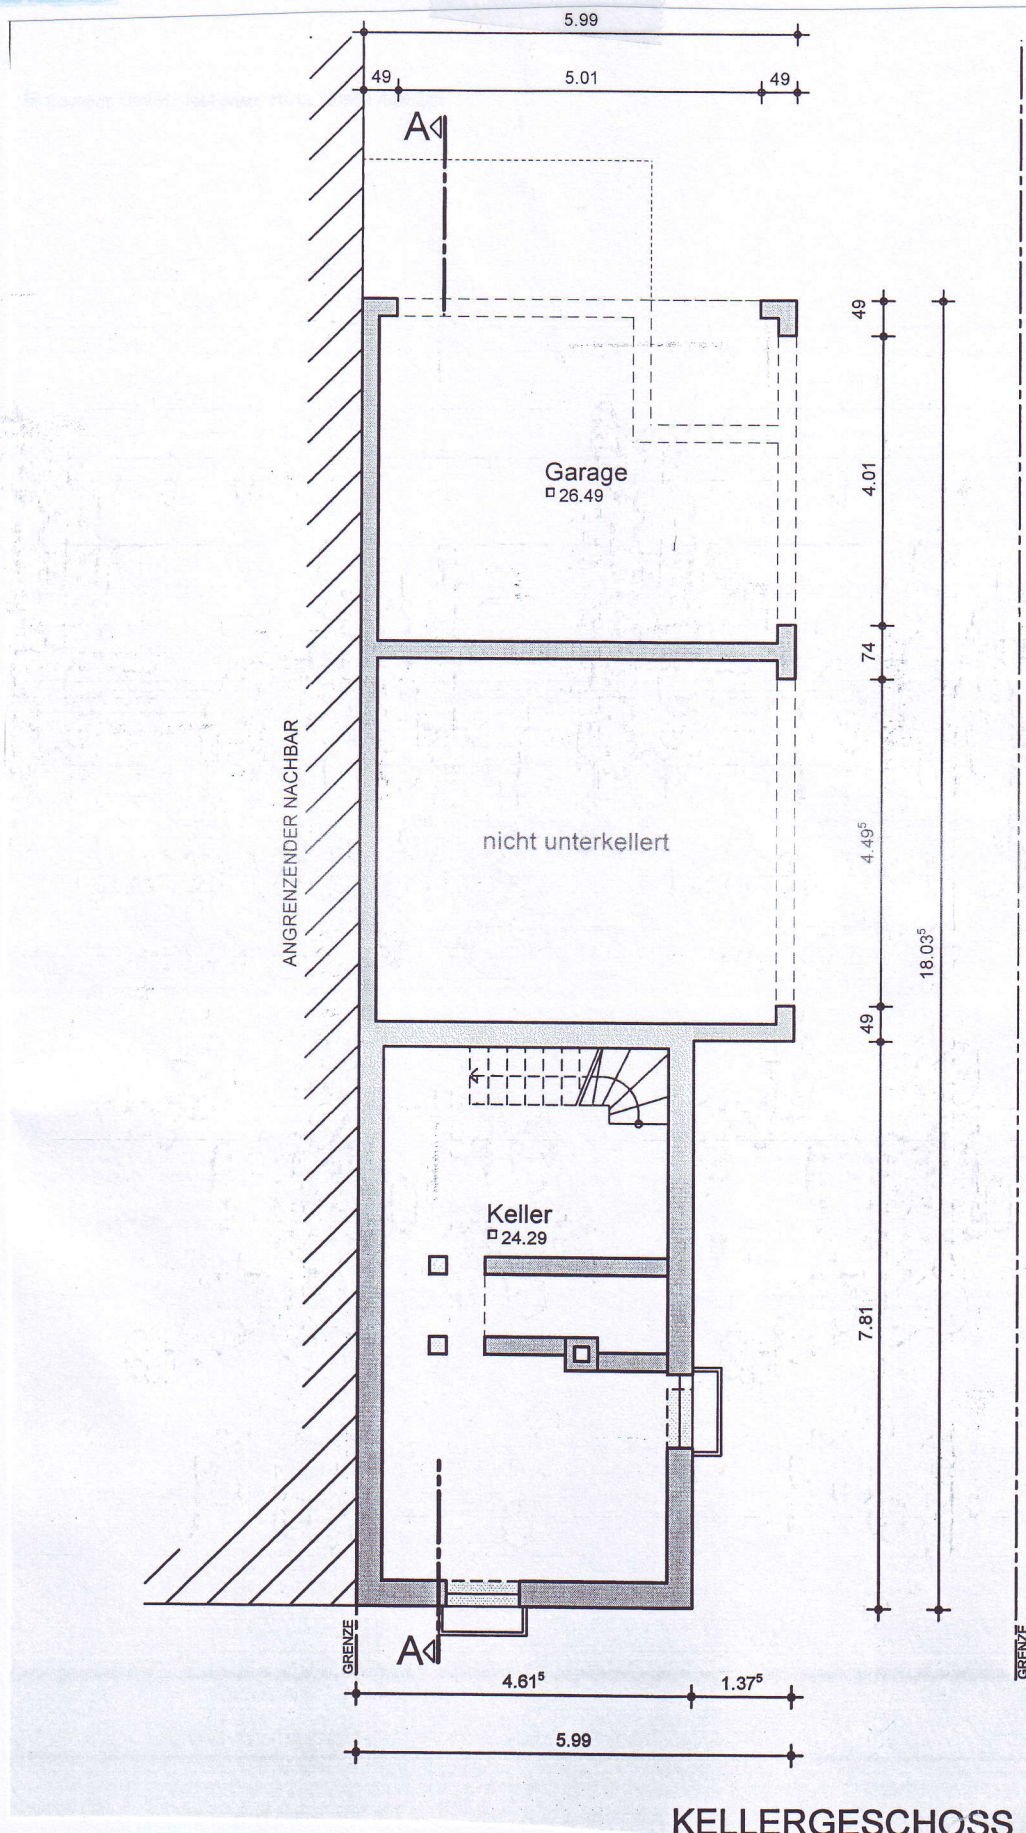 5.99
49
5.01
49
A
49
Garage
26.49
4.01
74
ANGRENZENDER NACHBAR
nicht unterkellert
4.49⁵
18.03⁵
49
Keller
24.29
7.81
GRENZE
A
GRENZE
4.61⁵
1.37⁵
5.99
KELLERGESCHOSS